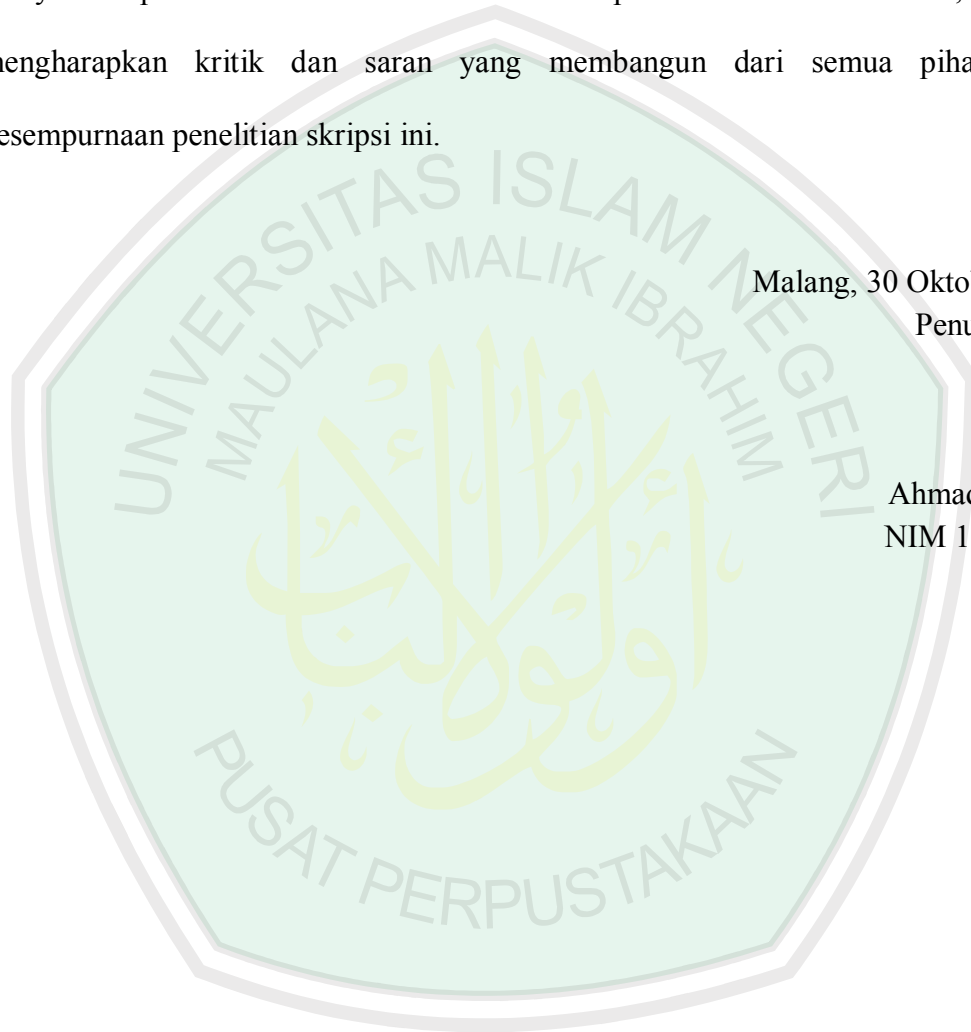 mengharapkan kritik dan saran yang membangun dari semua piha
esempurnaan penelitian skripsi ini.
Malang, 30 Okto
Penu
Ahmad
NIM 1
UNIVERSITAS ISLAM NEGERI
MAULANA MALIK IBRAHIM
PUSAT PERPUSTAKAAN